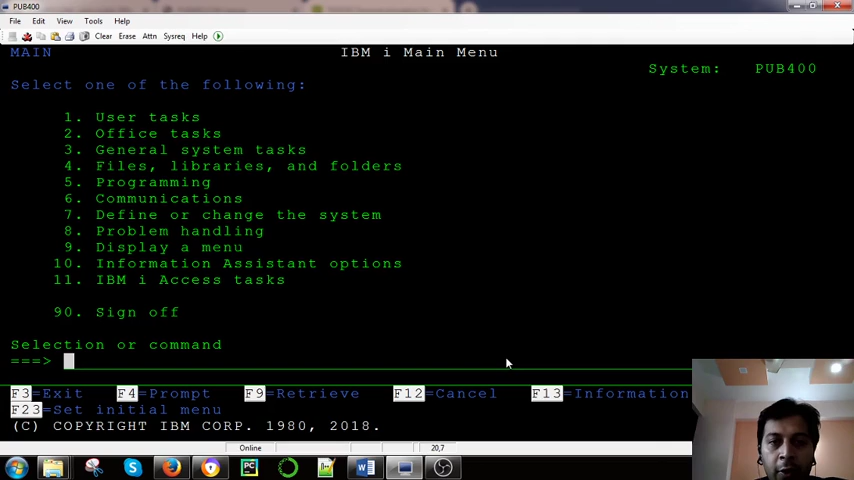 PUB400
File Edit View Tools Help
Clear Erase Attn Sysreq Help
MAIN IBM i Main Menu
System: PUB400
Select one of the following:
1. User tasks
2. Office tasks
3. General system tasks
4. Files, libraries, and folders
5. Programming
6. Communications
7. Define or change the system
8. Problem handling
9. Display a menu
10. Information Assistant options
11. IBM i Access tasks
90. Sign off
Selection or command
===>
F3=Exit F4=Prompt F9=Retrieve F12=Cancel F13=Information
F23=Set initial menu
(C) COPYRIGHT IBM CORP. 1980, 2018.
Online 20,7
PC
W